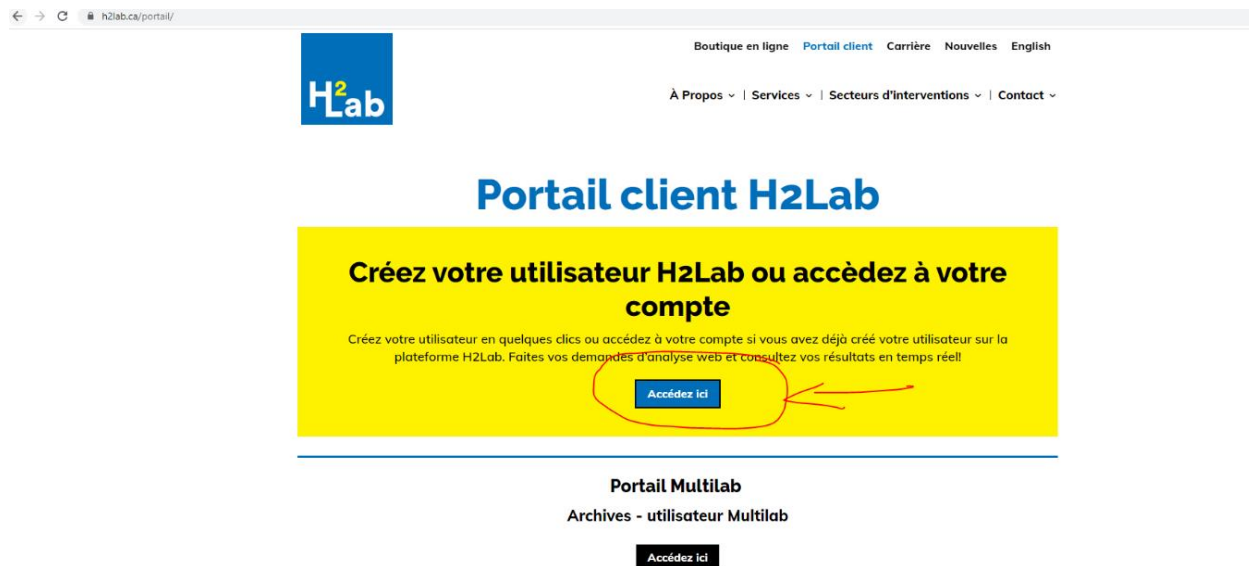 h2lab.ca/portail/
Boutique en ligne Portail client Carrière Nouvelles English
H2Lab
À Propos | Services | Secteurs d'interventions | Contact
Portail client H2Lab
Créez votre utilisateur H2Lab ou accèdez à votre
compte
Créez votre utilisateur en quelques clics ou accédez à votre compte si vous avez déjà créé votre utilisateur sur la
plateforme H2Lab. Faites vos demandes d'analyse web et consultez vos résultats en temps réel!
Accédez ici
Portail Multilab
Archives - utilisateur Multilab
Accédez ici